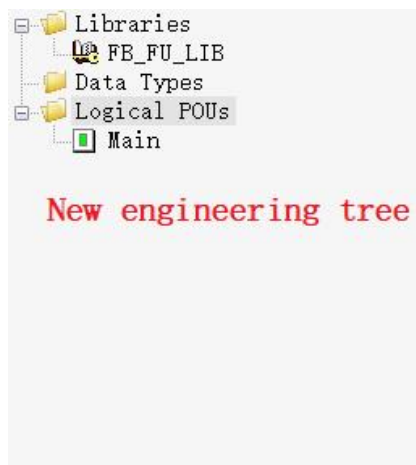 Libraries
FB_FU_LIB
Data Types
Logical POUs
Main
New engineering tree